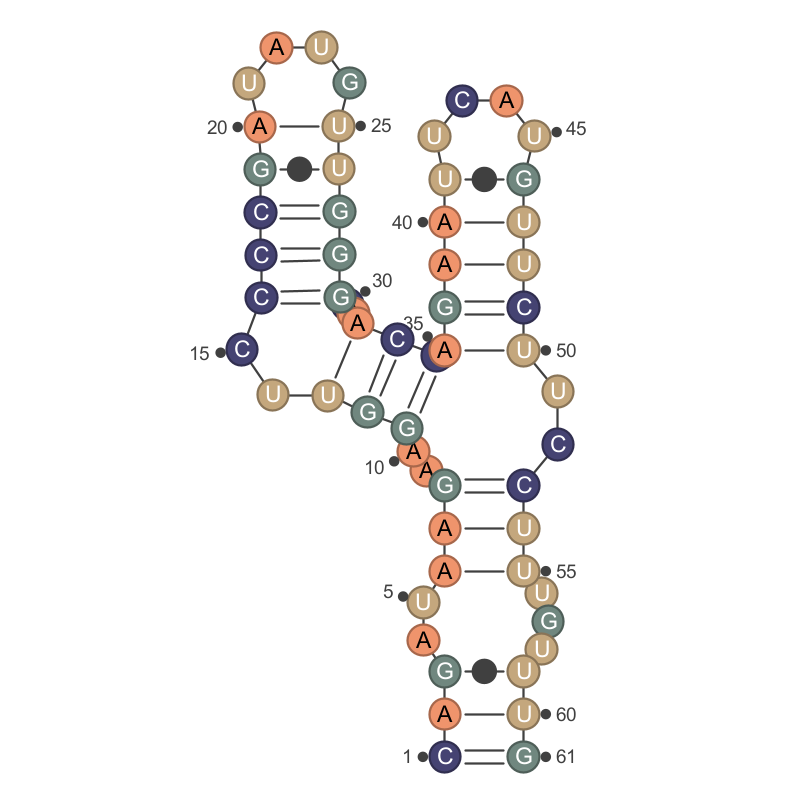 A U
U G
C A
20 A U 25
U U 45
G U U G
C G 40 A U
C G A U
30
C G G C
A 35
C
15 C A U 50
U U U
G
G C
A
10 A
G C
A U
A U 55
5 U U
G
A U
G U
A U 60
1 C G 61